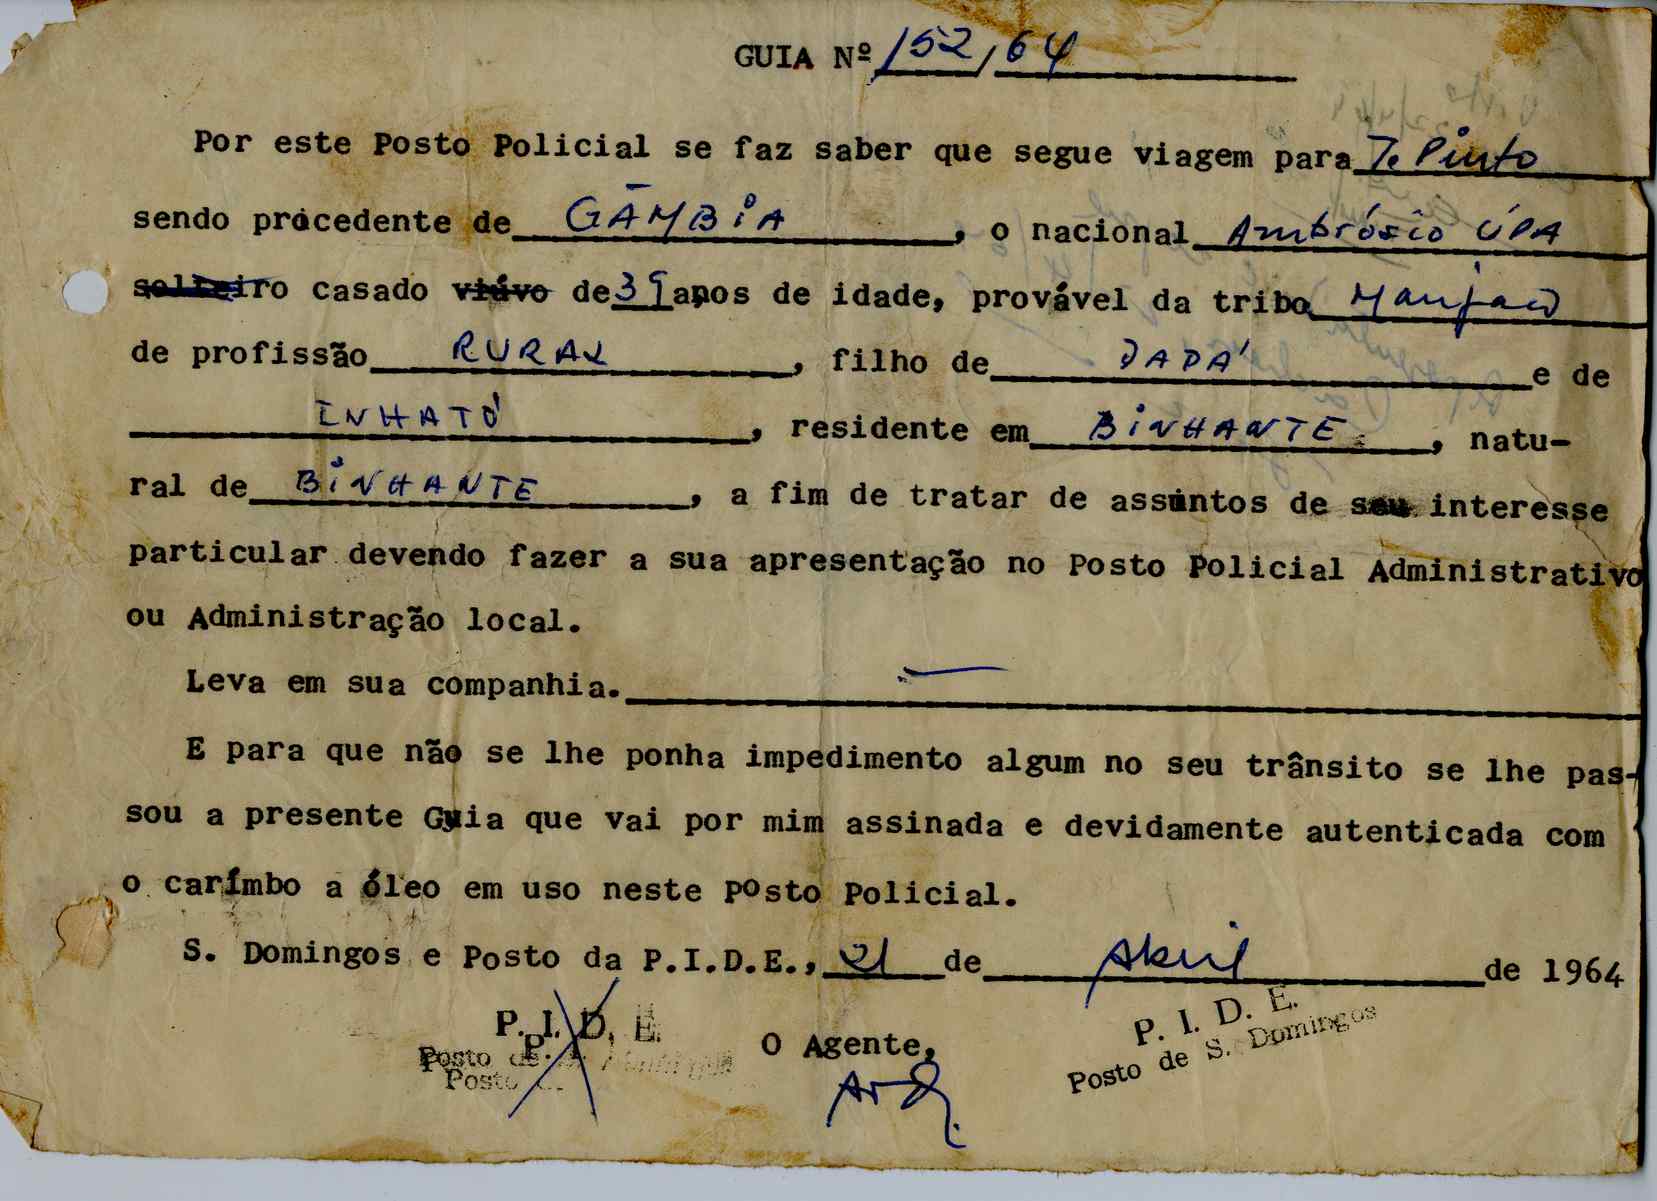 GUIA Nº 152/64
Por este Posto Policial se faz saber que segue viagem para T. Pinto
sendo procedente de GÂMBIA, o nacional Ambrósio ÚPA
solteiro casado viúvo de 39 anos de idade, provável da tribo Manjaco
de profissão RURAL, filho de DADÁ e de
INHATÓ, residente em BINHANTE, natu-
ral de BINHANTE, a fim de tratar de assuntos de seu interesse
particular devendo fazer a sua apresentação no Posto Policial Administrativo
ou Administração local.
Leva em sua companhia. —
E para que não se lhe ponha impedimento algum no seu trânsito se lhe pas-
sou a presente Guia que vai por mim assinada e devidamente autenticada com
o carímbo a óleo em uso neste Posto Policial.
S. Domingos e Posto da P.I.D.E., 21 de Abril de 1964
P. I. D. E.
Posto de
P. I.
Posto
O Agente,
P. I. D. E.
Posto de S. Domingos